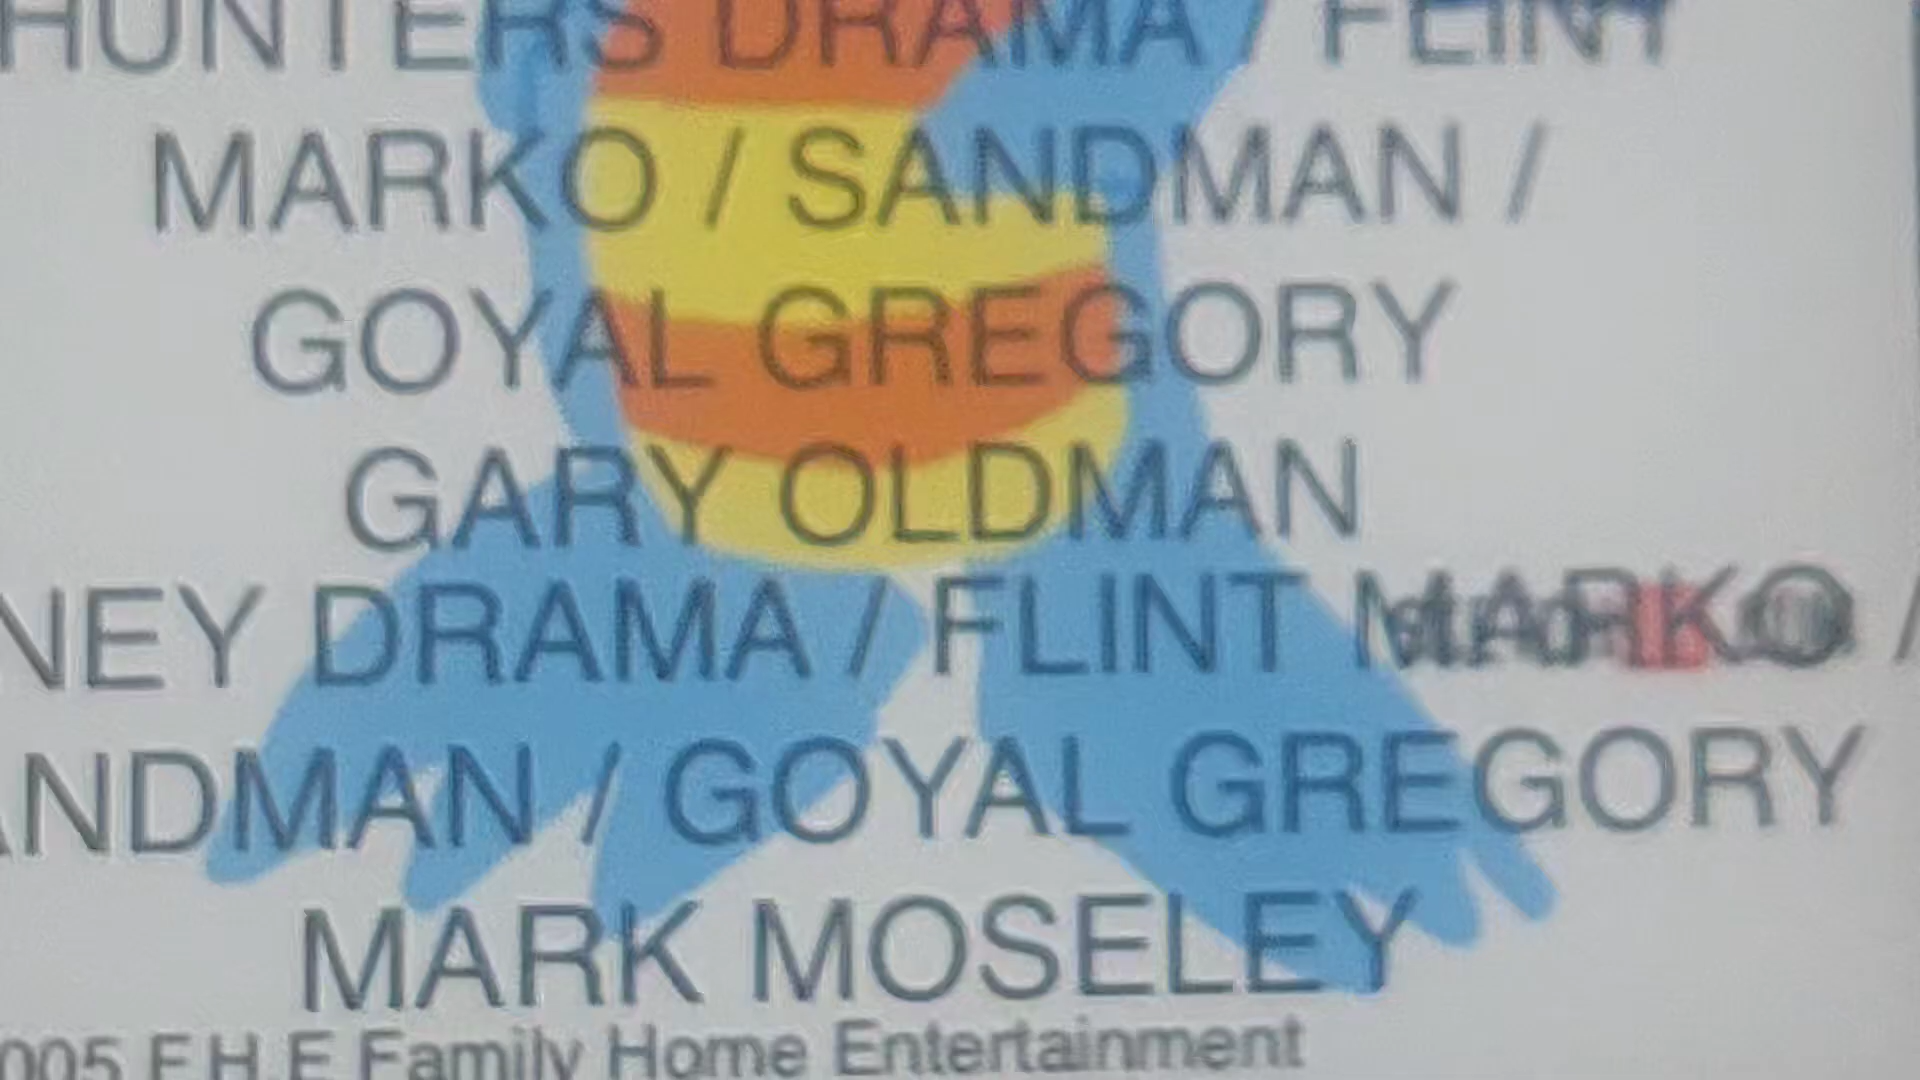 HUNTERS DRAMA / FLINT
MARKO / SANDMAN /
GOYAL GREGORY
GARY OLDMAN
NEY DRAMA / FLINT MARKO /
ANDMAN / GOYAL GREGORY
MARK MOSELEY
005 F.H.E Family Home Entertainment